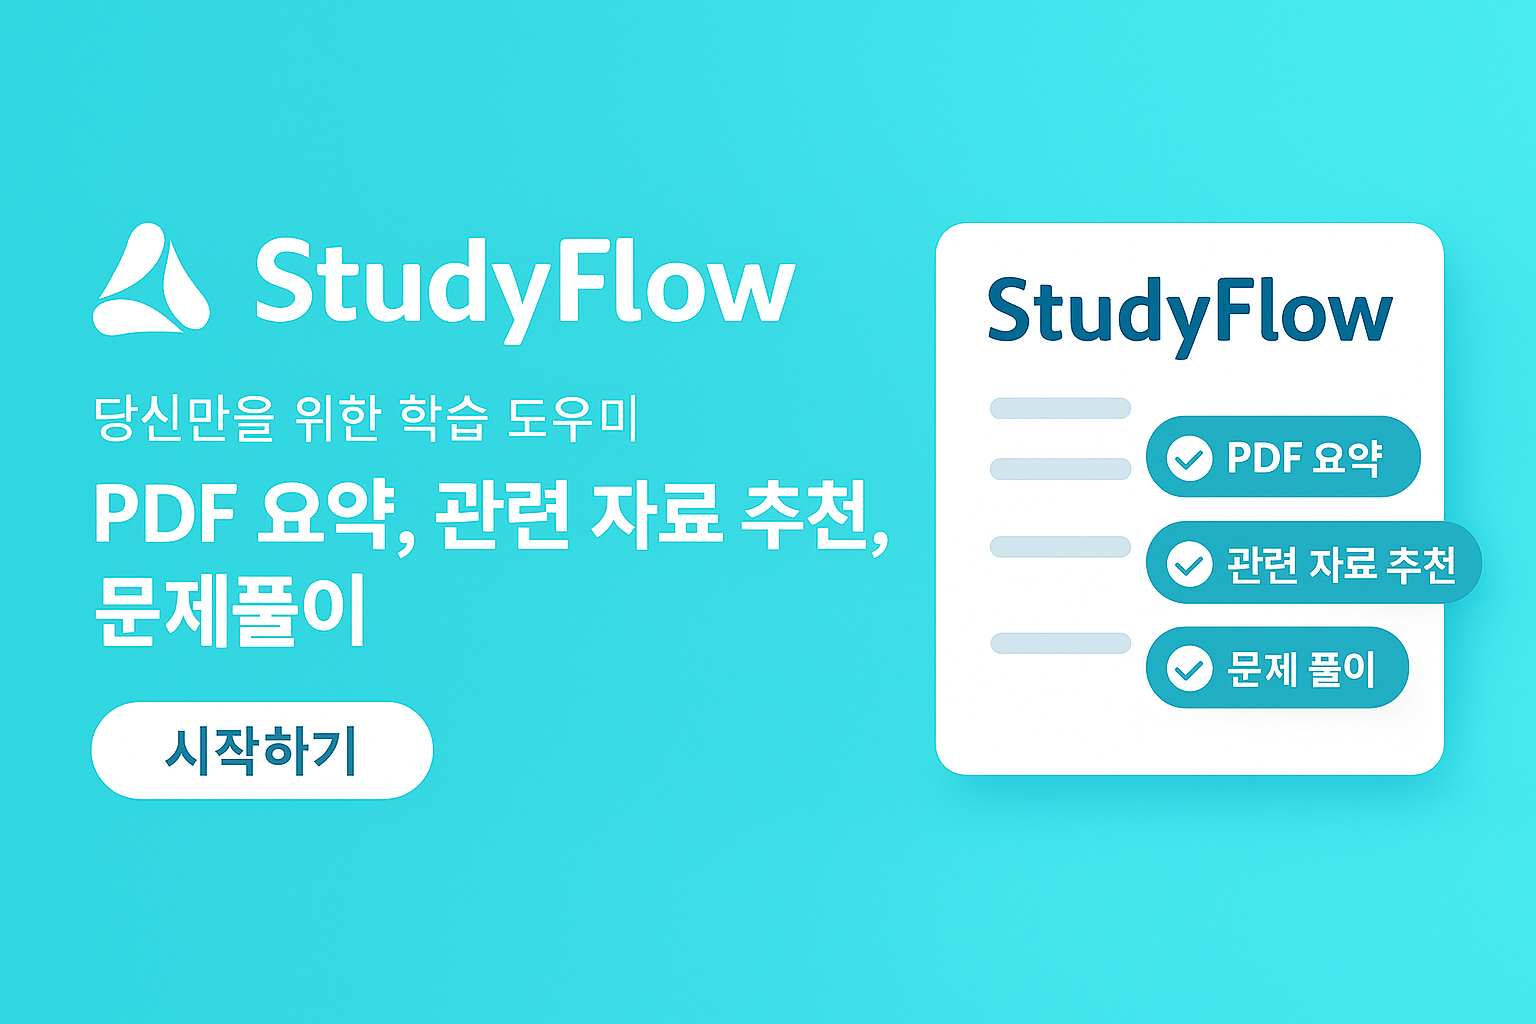 StudyFlow
당신만을 위한 학습 도우미
PDF 요약, 관련 자료 추천,
문제풀이
시작하기
StudyFlow
PDF 요약
관련 자료 추천
문제 풀이